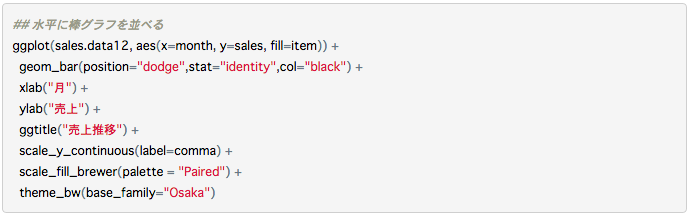 ## 水平に棒グラフを並べる
ggplot(sales.data12, aes(x=month, y=sales, fill=item)) +
  geom_bar(position="dodge",stat="identity",col="black") +
  xlab("月") +
  ylab("売上") +
  ggtitle("売上推移") +
  scale_y_continuous(label=comma) +
  scale_fill_brewer(palette = "Paired") +
  theme_bw(base_family="Osaka")